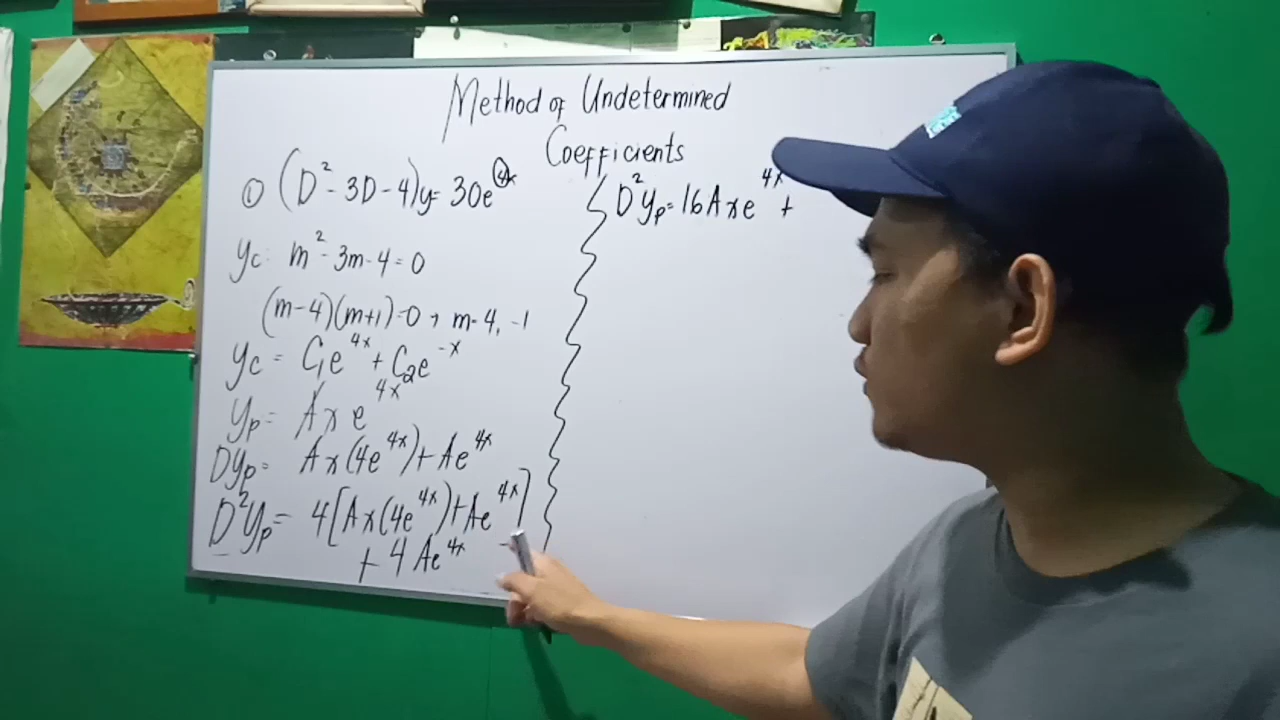 Method of Undetermined
Coefficients
① (D² - 3D - 4)y = 30e^4x
yc: m² - 3m - 4 = 0
(m-4)(m+1) = 0, m = 4, -1
yc = C₁e^4x + C₂e^-x
yp = Axe^4x
Dyp = Ax(4e^4x) + Ae^4x
D²yp = 4[Ax(4e^4x) + Ae^4x]
+ 4Ae^4x
D²yp = 16Axe^4x +